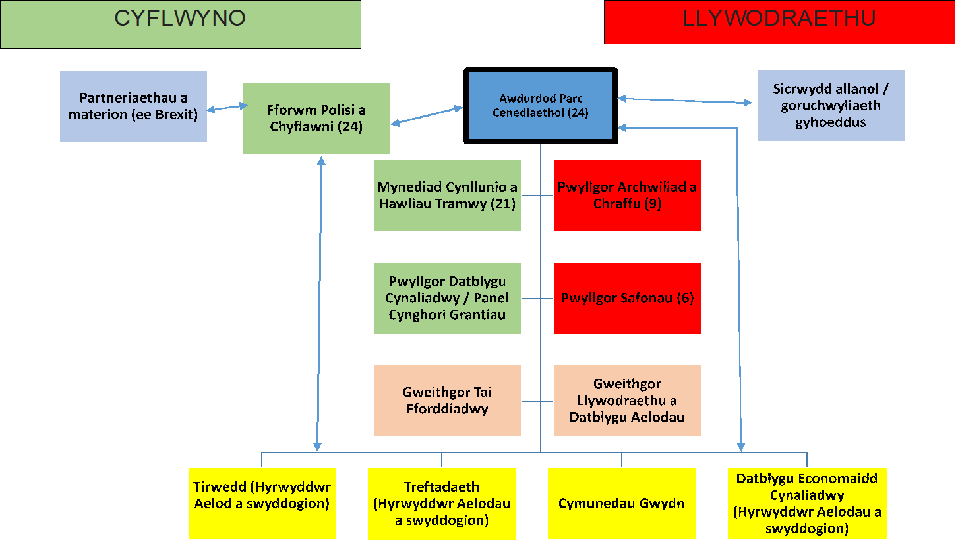 CYFLWYNO
LLYWODRAETHU
Partneriaethau a
materion (ee Brexit)
Fforwm Polisi a
Chyflawni (24)
Awdurdod Parc
Cenedlaethol (24)
Sicrwydd allanol /
goruchwyliaeth
gyhoeddus
Mynediad Cynllunio a
Hawliau Tramwy (21)
Pwyllgor Archwiliad a
Chraffu (9)
Pwyllgor Datblygu
Cynaliadwy / Panel
Cynghori Grantiau
Pwyllgor Safonau (6)
Gweithgor Tai
Fforddiadwy
Gweithgor
Llywodraethu a
Datblygu Aelodau
Tirwedd (Hyrwyddwr
Aelod a swyddogion)
Treftadaeth
(Hyrwyddwr Aelodau
a swyddogion)
Cymunedau Gwydn
Datblygu Economaidd
Cynaliadwy
(Hyrwyddwr Aelodau a
swyddogion)